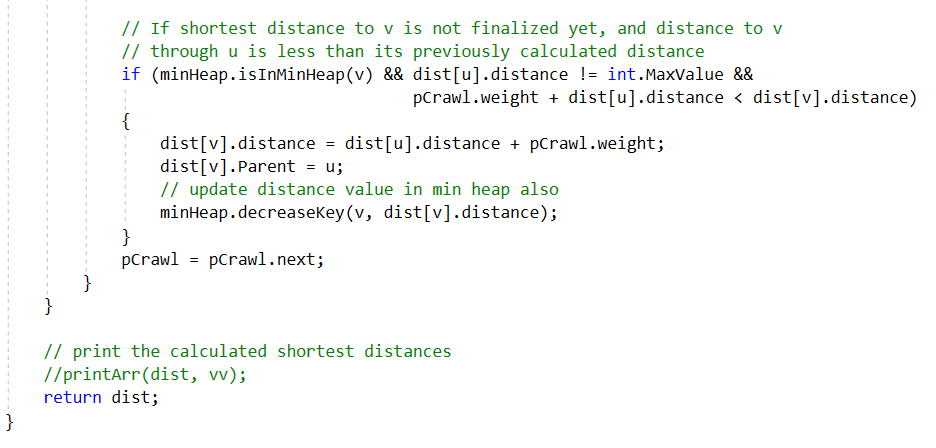 // If shortest distance to v is not finalized yet, and distance to v
// through u is less than its previously calculated distance
if (minHeap.isInMinHeap(v) && dist[u].distance != int.MaxValue &&
pCrawl.weight + dist[u].distance < dist[v].distance)
{
dist[v].distance = dist[u].distance + pCrawl.weight;
dist[v].Parent = u;
// update distance value in min heap also
minHeap.decreaseKey(v, dist[v].distance);
}
pCrawl = pCrawl.next;
}
}
// print the calculated shortest distances
//printArr(dist, vv);
return dist;
}